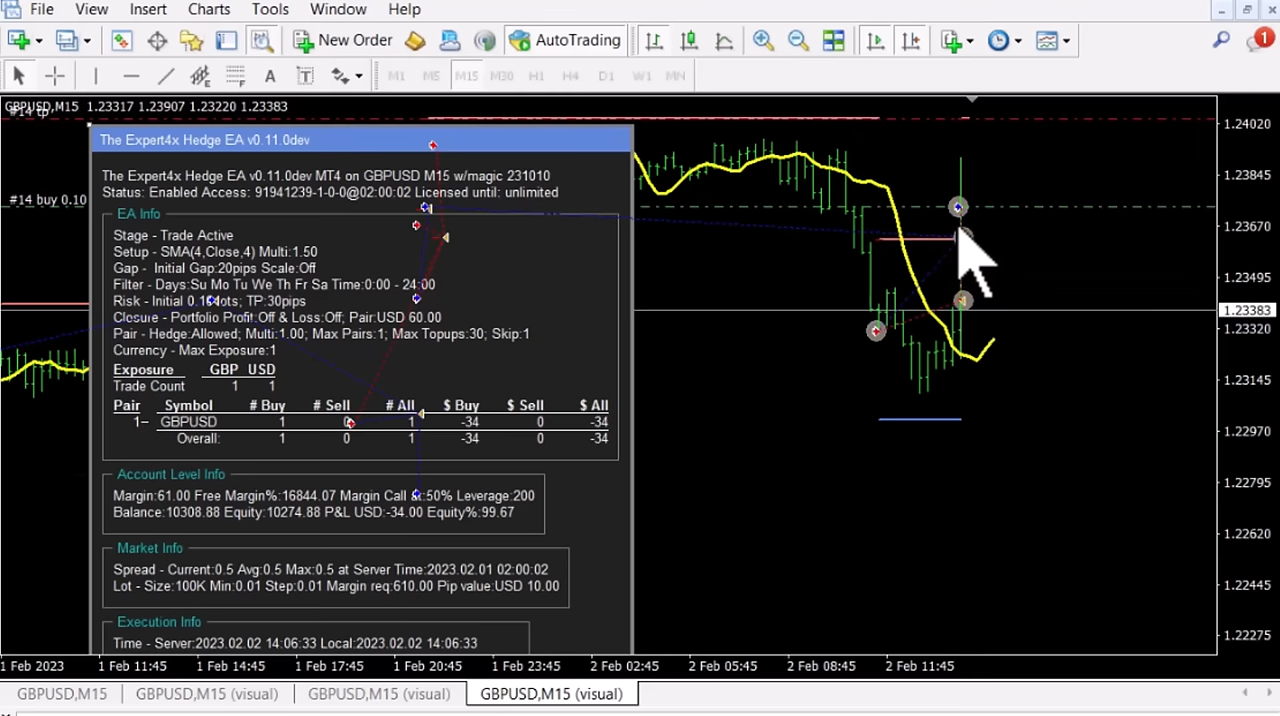 File View Insert Charts Tools Window Help
New Order AutoTrading 1
A T M1 M5 M15 M30 H1 H4 D1 W1 MN
GBPUSD,M15 1.23317 1.23907 1.23220 1.23383
#14 tp
1.24020
The Expert4x Hedge EA v0.11.0dev
The Expert4x Hedge EA v0.11.0dev MT4 on GBPUSD M15 w/magic 231010
1.23845
Status: Enabled Access: 91941239-1-0-0@02:00:02 Licensed until: unlimited
#14 buy 0.10
EA Info
1.23670
Stage - Trade Active
Setup - SMA(4,Close,4) Multi:1.50
Gap - Initial Gap:20pips Scale:Off
1.23495
Filter - Days:Su Mo Tu We Th Fr Sa Time:0:00 - 24:00
Risk - Initial 0.10 lots; TP:30pips
1.23383
Closure - Portfolio Profit:Off & Loss:Off; Pair:USD 60.00
1.23320
Pair - Hedge:Allowed; Multi:1.00; Max Pairs:1; Max Topups:30; Skip:1
Currency - Max Exposure:1
Exposure GBP USD
1.23145
Trade Count 1 1
Pair Symbol # Buy # Sell # All $ Buy $ Sell $ All
1– GBPUSD 1 0 1 -34 0 -34
1.22970
Overall: 1 0 1 -34 0 -34
Account Level Info
1.22795
Margin:61.00 Free Margin%:16844.07 Margin Call at:50% Leverage:200
Balance:10308.88 Equity:10274.88 P&L USD:-34.00 Equity%:99.67
1.22620
Market Info
Spread - Current:0.5 Avg:0.5 Max:0.5 at Server Time:2023.02.01 02:00:02
Lot - Size:100K Min:0.01 Step:0.01 Margin req:610.00 Pip value:USD 10.00
1.22445
Execution Info
1.22275
Time - Server:2023.02.02 14:06:33 Local:2023.02.02 14:06:33
1 Feb 2023 1 Feb 11:45 1 Feb 14:45 1 Feb 17:45 1 Feb 20:45 1 Feb 23:45 2 Feb 02:45 2 Feb 05:45 2 Feb 08:45 2 Feb 11:45
GBPUSD,M15 GBPUSD,M15 (visual) GBPUSD,M15 (visual) GBPUSD,M15 (visual)